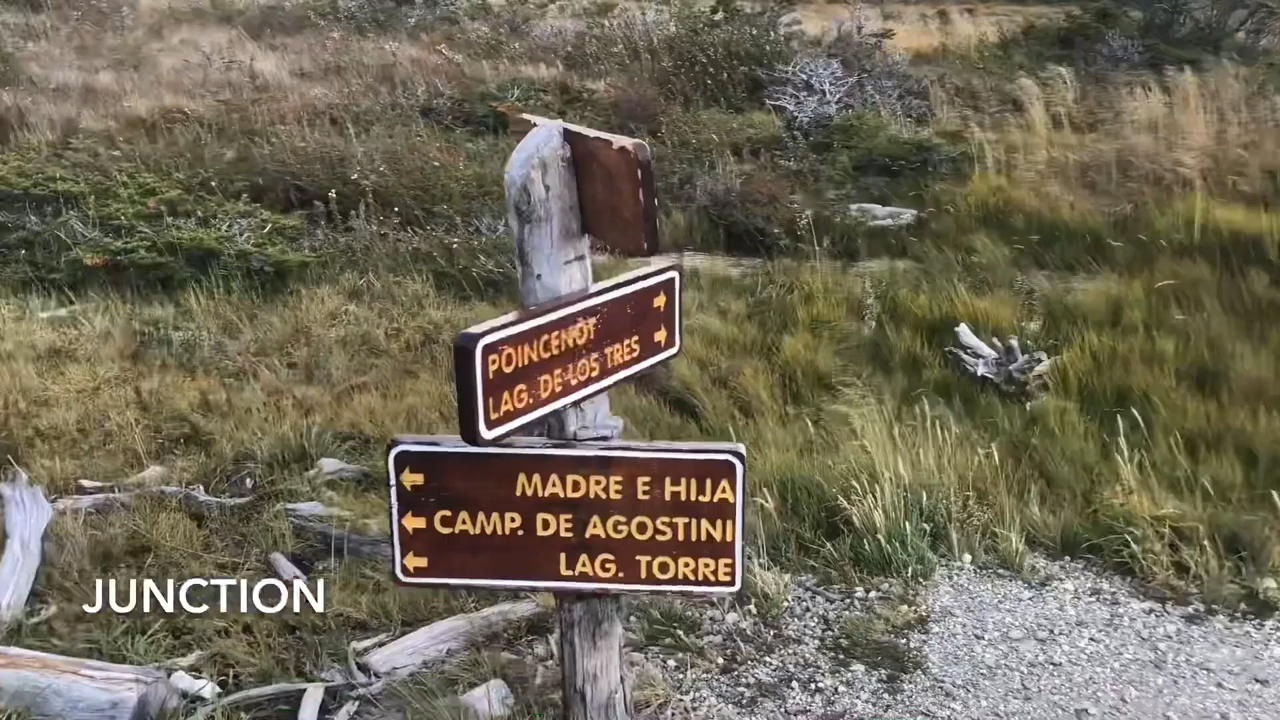 POINCENOT
LAG. DE LOS TRES
MADRE E HIJA
CAMP. DE AGOSTINI
LAG. TORRE
JUNCTION